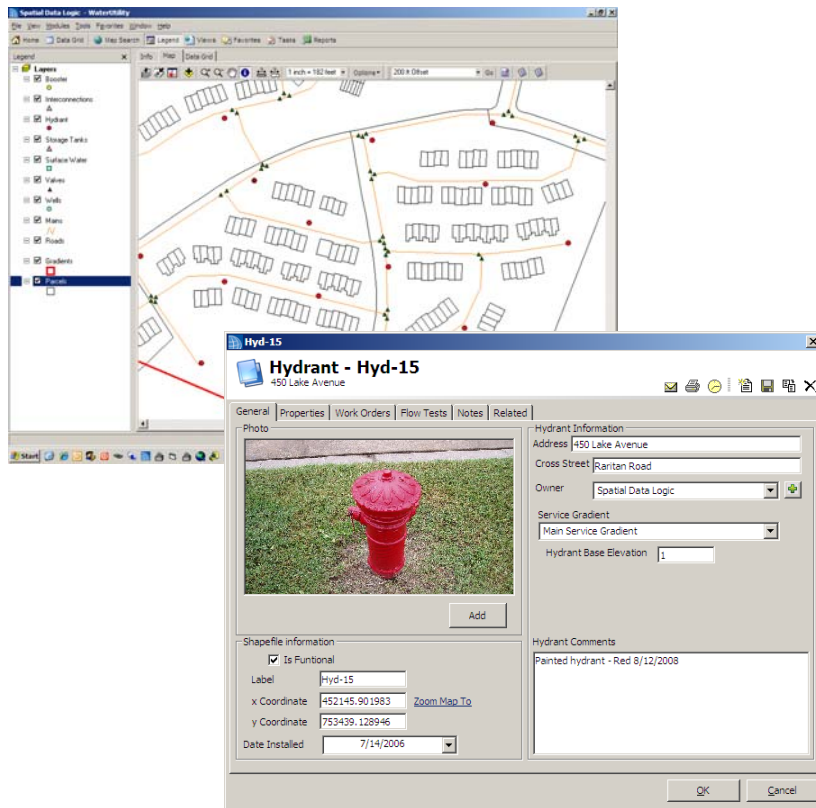 Spatial Data Logic - WaterUtility
File View Modules Tools Favorites Window Help
Home Data Grid Map Search Legend Views Favorites Tasks Reports
Legend
Info Map Data Grid
1 inch = 182 feet Options 200 ft Offset Go
Layers
Booster
Interconnections
Hydrant
Storage Tanks
Surface Water
Valves
Wells
Mains
Roads
Gradients
Parcels
Start
Hyd-15
Hydrant - Hyd-15
450 Lake Avenue
General Properties Work Orders Flow Tests Notes Related
Photo
Add
Hydrant Information
Address 450 Lake Avenue
Cross Street Raritan Road
Owner Spatial Data Logic
Service Gradient
Main Service Gradient
Hydrant Base Elevation 1
Shapefile information
Is Funtional
Label Hyd-15
x Coordinate 452145.901983 Zoom Map To
y Coordinate 753439.128946
Date Installed 7/14/2006
Hydrant Comments
Painted hydrant - Red 8/12/2008
OK Cancel